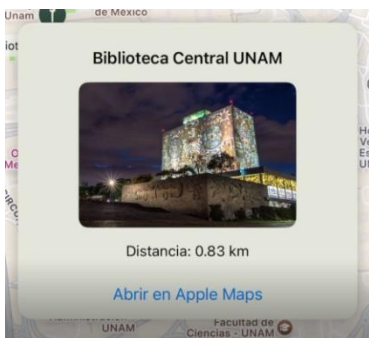 Unam
de México
Biblioteca Central UNAM
Distancia: 0.83 km
Abrir en Apple Maps
UNAM
Facultad de
Ciencias - UNAM